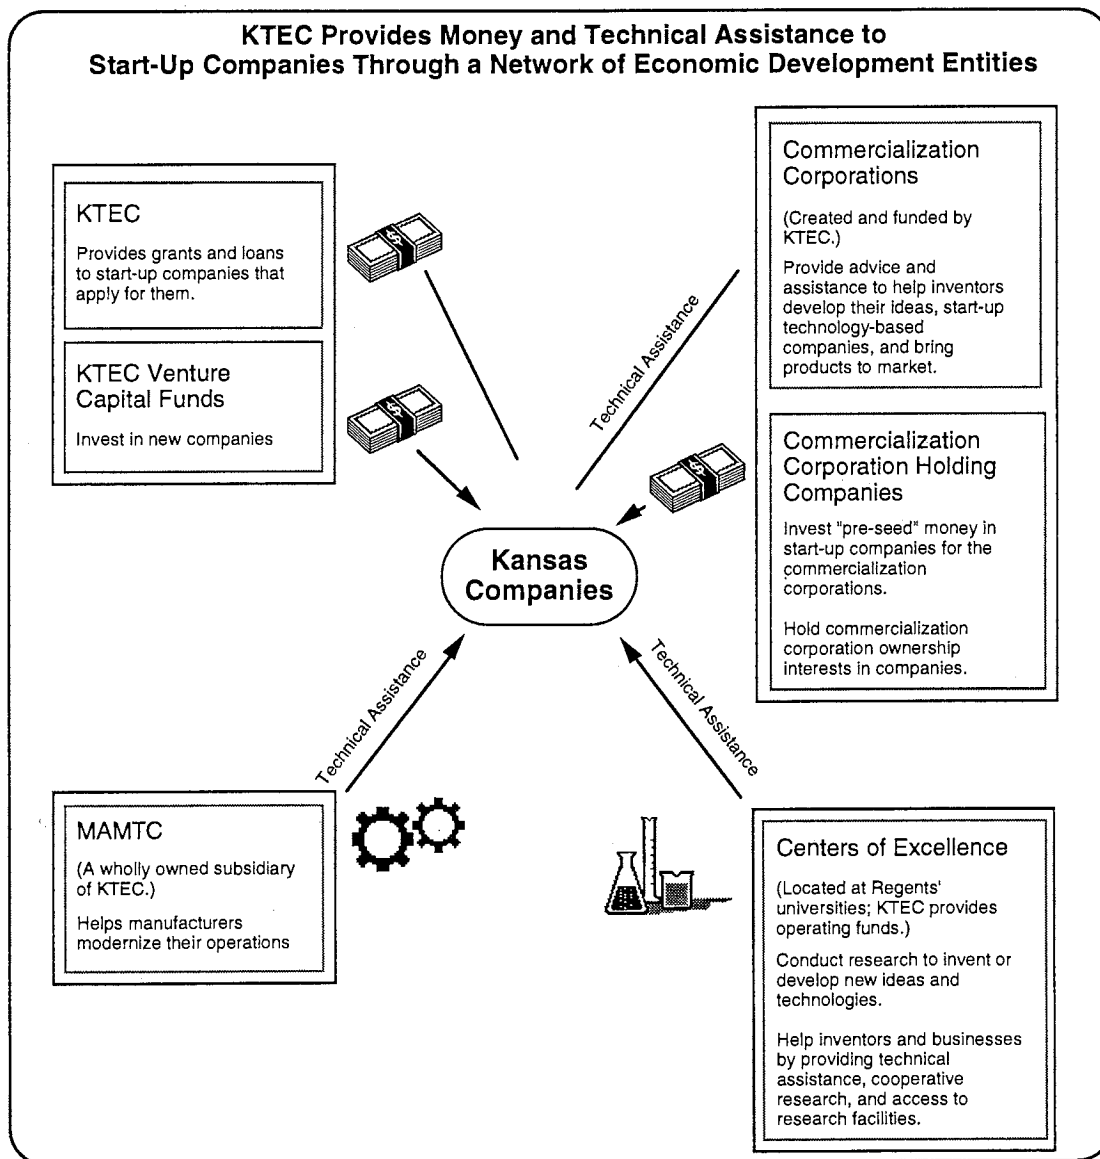 KTEC Provides Money and Technical Assistance to
Start-Up Companies Through a Network of Economic Development Entities
KTEC
Provides grants and loans
to start-up companies that
apply for them.
KTEC Venture
Capital Funds
Invest in new companies
$
$
Technical Assistance
Commercialization
Corporations
(Created and funded by
KTEC.)
Provide advice and
assistance to help inventors
develop their ideas, start-up
technology-based
companies, and bring
products to market.
$
Commercialization
Corporation Holding
Companies
Invest "pre-seed" money in
start-up companies for the
commercialization
corporations.
Hold commercialization
corporation ownership
interests in companies.
Kansas
Companies
Technical Assistance
Technical Assistance
MAMTC
(A wholly owned subsidiary
of KTEC.)
Helps manufacturers
modernize their operations
Centers of Excellence
(Located at Regents'
universities; KTEC provides
operating funds.)
Conduct research to invent or
develop new ideas and
technologies.
Help inventors and businesses
by providing technical
assistance, cooperative
research, and access to
research facilities.